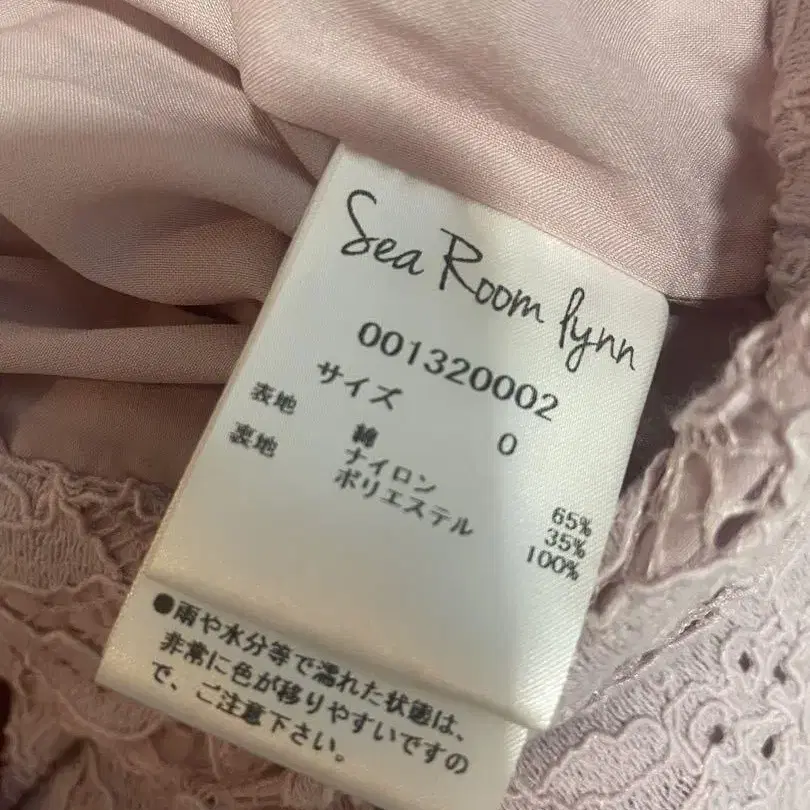 Sea Room lynn
001320002
サイズ 0
表地 綿 65%
ナイロン 35%
裏地 ポリエステル 100%
●雨や水分等で濡れた状態は、
非常に色が移りやすいですの
で、ご注意下さい。